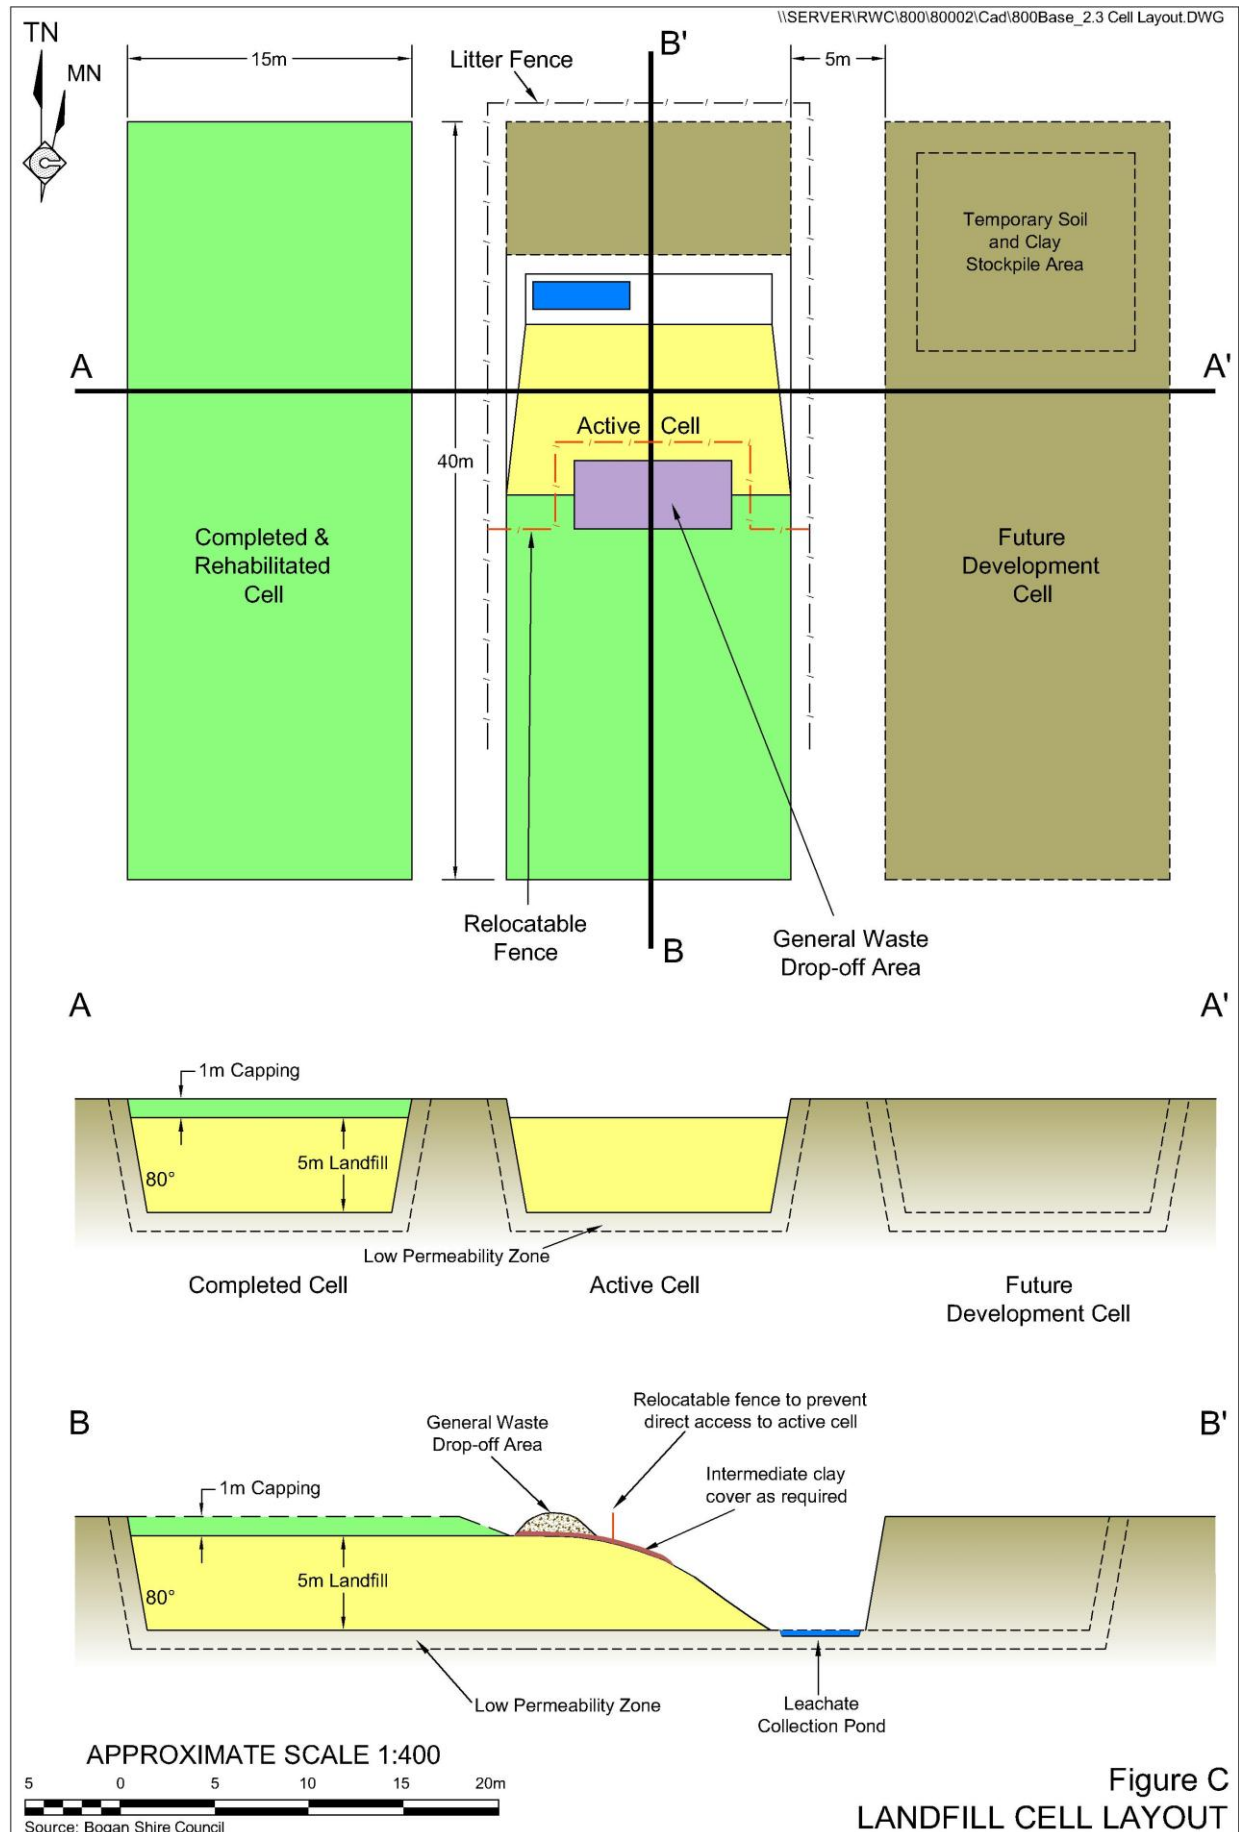 \\SERVER\RWC\800\80002\Cad\800Base_2.3 Cell Layout.DWG
TN
MN
15m
Litter Fence
B'
5m
Temporary Soil
and Clay
Stockpile Area
A
A'
Active Cell
40m
Completed &
Rehabilitated
Cell
Future
Development
Cell
Relocatable
Fence
B
General Waste
Drop-off Area
A
A'
1m Capping
5m Landfill
80°
Low Permeability Zone
Completed Cell
Active Cell
Future
Development Cell
B
B'
General Waste
Drop-off Area
Relocatable fence to prevent
direct access to active cell
Intermediate clay
cover as required
1m Capping
5m Landfill
80°
Low Permeability Zone
Leachate
Collection Pond
APPROXIMATE SCALE 1:400
5 0 5 10 15 20m
Source: Bogan Shire Council
Figure C
LANDFILL CELL LAYOUT